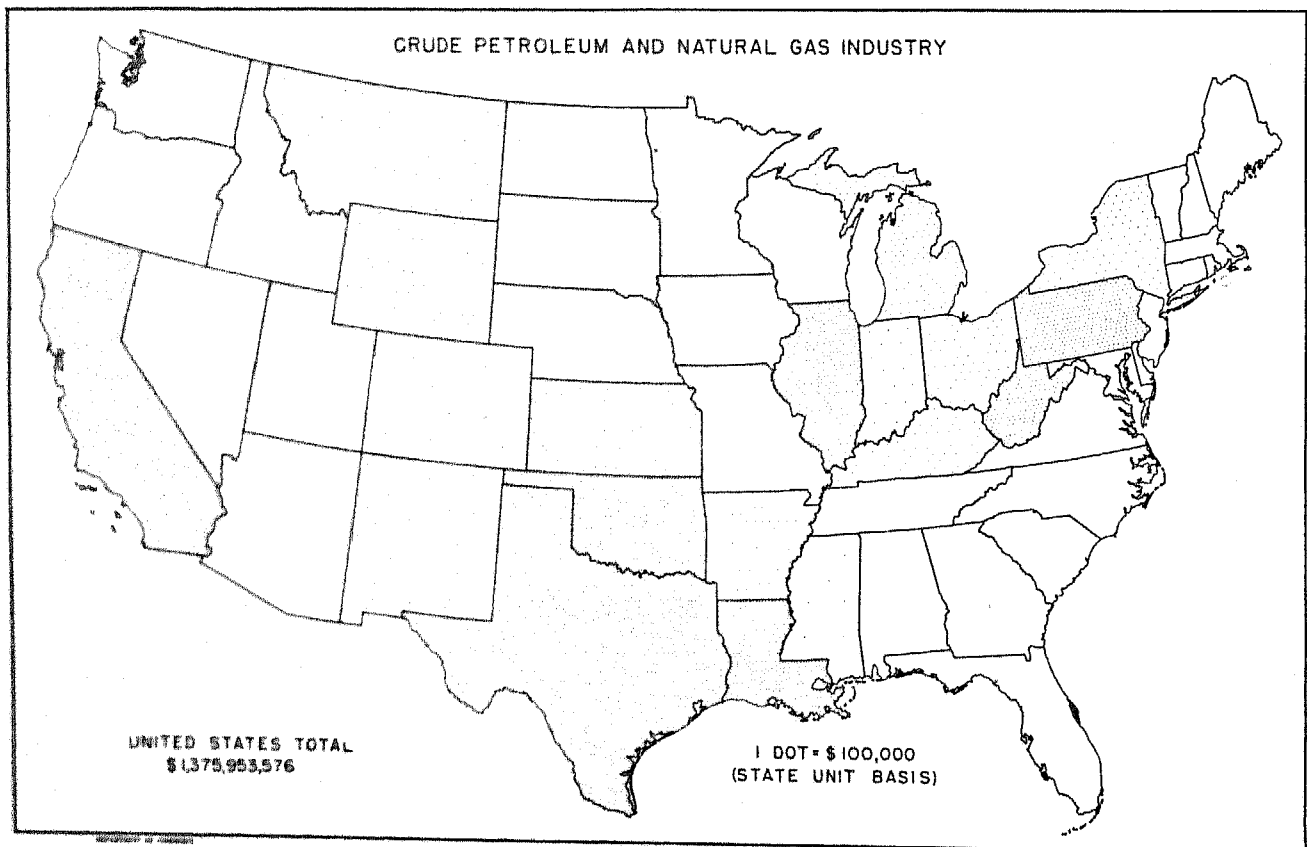 CRUDE PETROLEUM AND NATURAL GAS INDUSTRY
UNITED STATES TOTAL
$1,375,953,576
1 DOT = $100,000
(STATE UNIT BASIS)